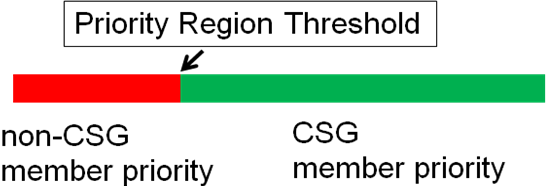 Priority Region Threshold
non-CSG
member priority
CSG
member priority